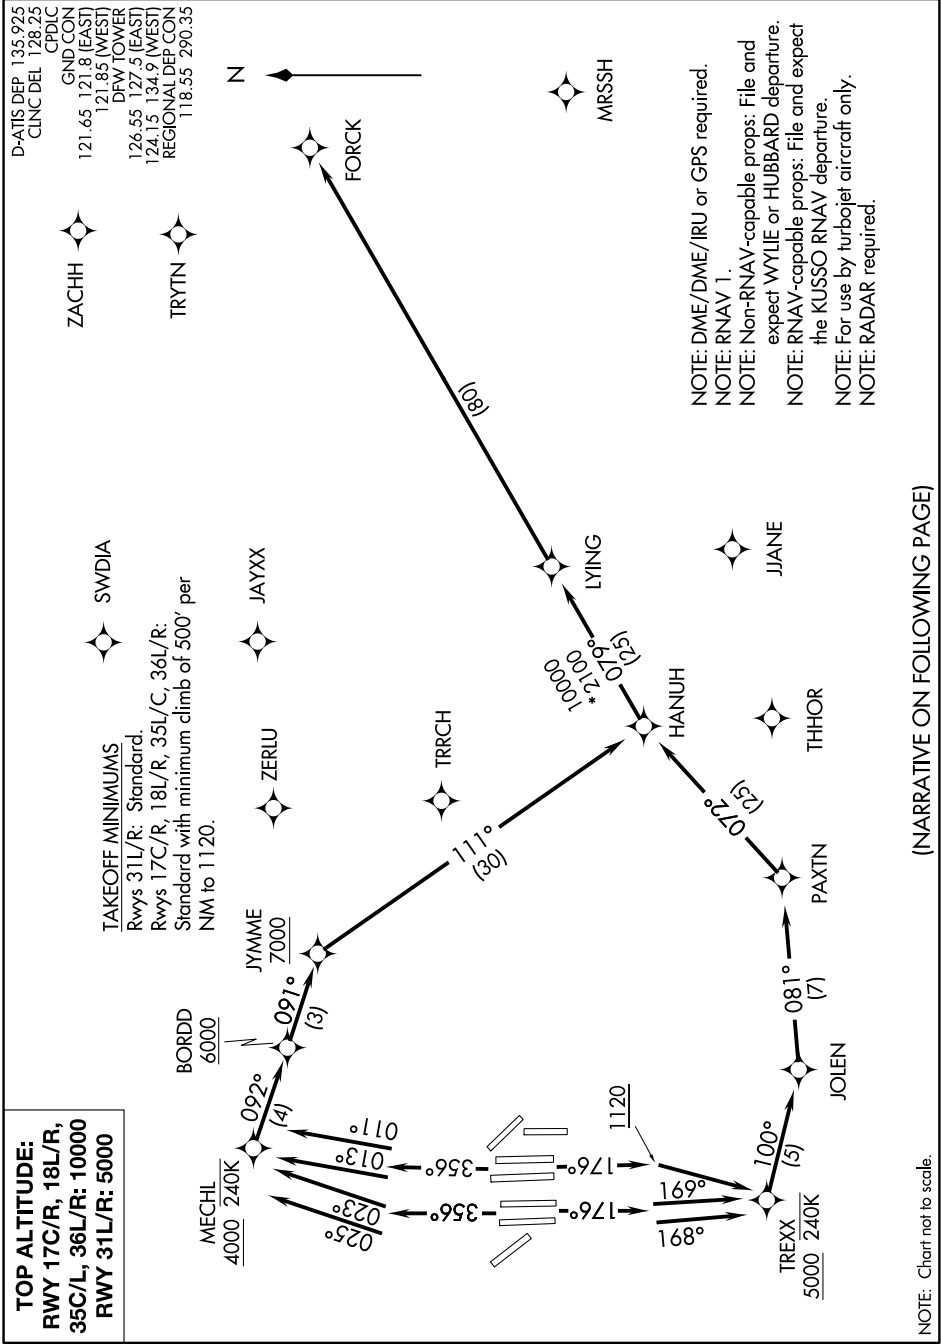 TOP ALTITUDE:
RWY 17C/R, 18L/R,
35C/L, 36L/R: 10000
RWY 31L/R: 5000
D-ATIS DEP 135.925
CLNC DEL 128.25
CPDLC
GND CON
121.65 121.8 (EAST)
121.85 (WEST)
DFW TOWER
126.55 127.5 (EAST)
124.15 134.9 (WEST)
REGIONAL DEP CON
118.55 290.35
N
TAKEOFF MINIMUMS
Rwys 31L/R: Standard.
Rwys 17C/R, 18L/R, 35L/C, 36L/R:
Standard with minimum climb of 500' per
NM to 1120.
ZACHH
TRYTN
FORCK
MRSSH
SWDIA
JAYXX
ZERLU
TRRCH
MECHL
4000 240K
092°
(4)
BORDD
6000
091°
(3)
JYMME
7000
111°
(30)
HANUH
10000
*2100
079°
(25)
LYING
(80)
025°
023°
013°
011°
356°
356°
176°
176°
1120
168°
169°
TREXX
5000 240K
100°
(5)
JOLEN
081°
(7)
PAXTN
072°
(25)
THHOR
JJANE
NOTE: DME/DME/IRU or GPS required.
NOTE: RNAV 1.
NOTE: Non-RNAV-capable props: File and
expect WYLIE or HUBBARD departure.
NOTE: RNAV-capable props: File and expect
the KUSSO RNAV departure.
NOTE: For use by turbojet aircraft only.
NOTE: RADAR required.
(NARRATIVE ON FOLLOWING PAGE)
NOTE: Chart not to scale.